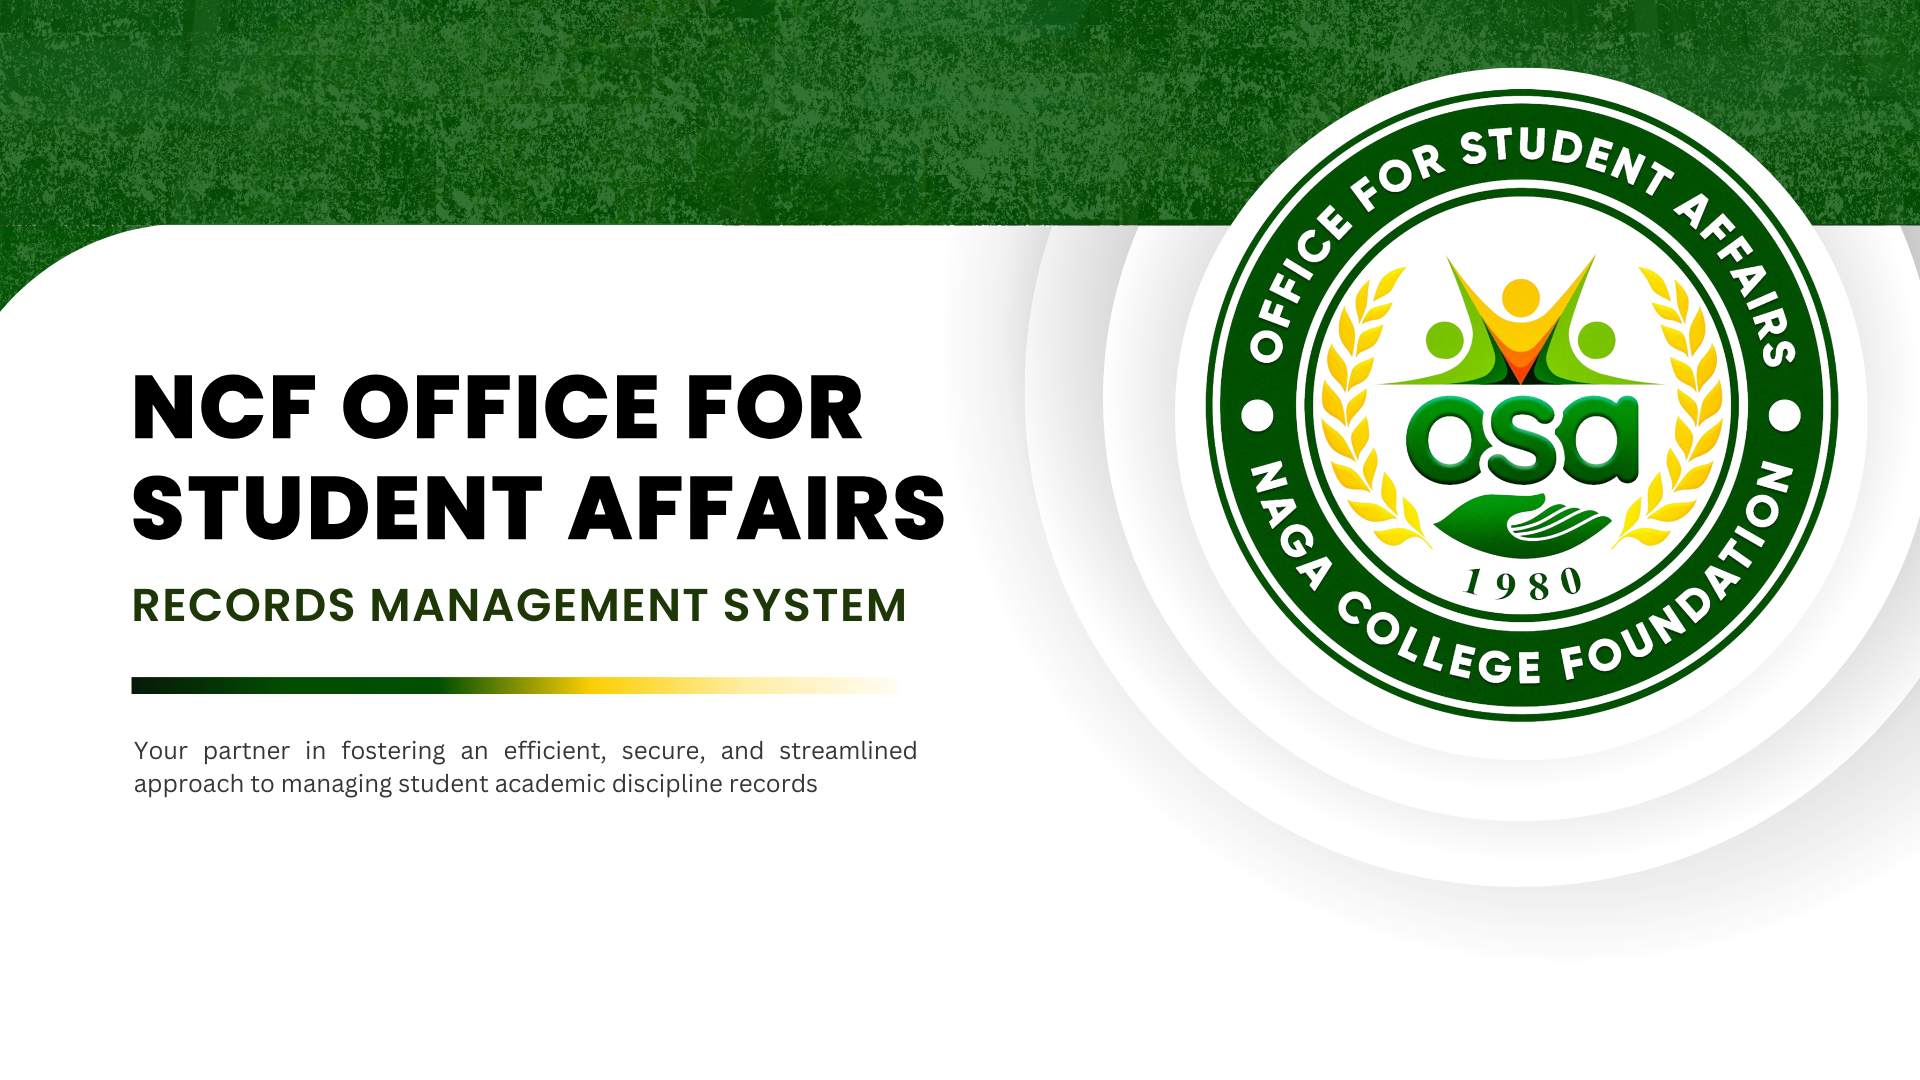 NCF OFFICE FOR
STUDENT AFFAIRS
RECORDS MANAGEMENT SYSTEM
Your partner in fostering an efficient, secure, and streamlined
approach to managing student academic discipline records
OFFICE FOR STUDENT AFFAIRS
osa
1980
NAGA COLLEGE FOUNDATION